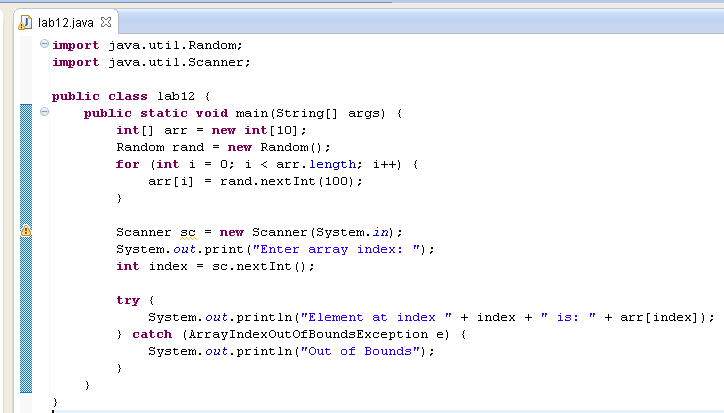 lab12.java
import java.util.Random;
import java.util.Scanner;
public class lab12 {
    public static void main(String[] args) {
        int[] arr = new int[10];
        Random rand = new Random();
        for (int i = 0; i < arr.length; i++) {
            arr[i] = rand.nextInt(100);
        }
        Scanner sc = new Scanner(System.in);
        System.out.print("Enter array index: ");
        int index = sc.nextInt();
        try {
            System.out.println("Element at index " + index + " is: " + arr[index]);
        } catch (ArrayIndexOutOfBoundsException e) {
            System.out.println("Out of Bounds");
        }
    }
}